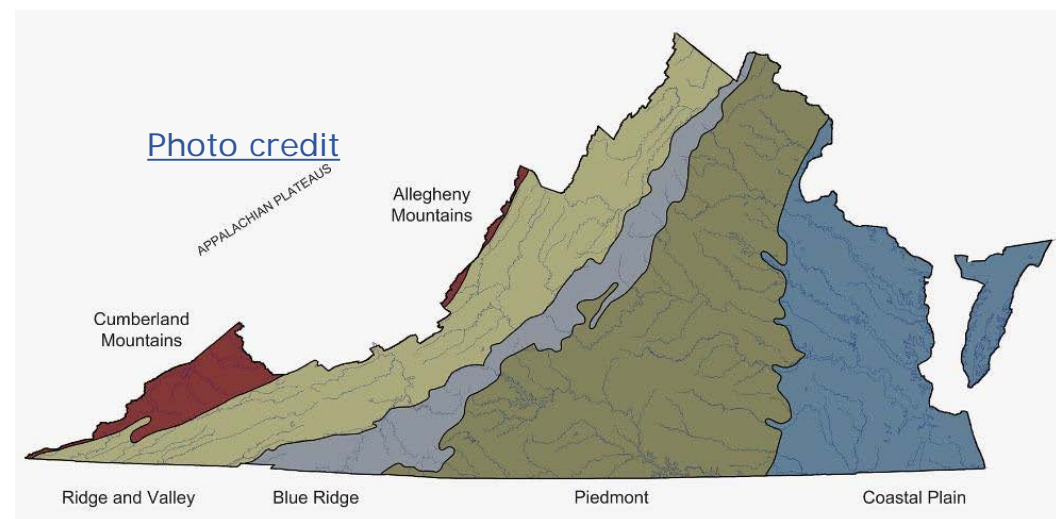 Photo credit
APPALACHIAN PLATEAUS
Allegheny
Mountains
Cumberland
Mountains
Ridge and Valley
Blue Ridge
Piedmont
Coastal Plain